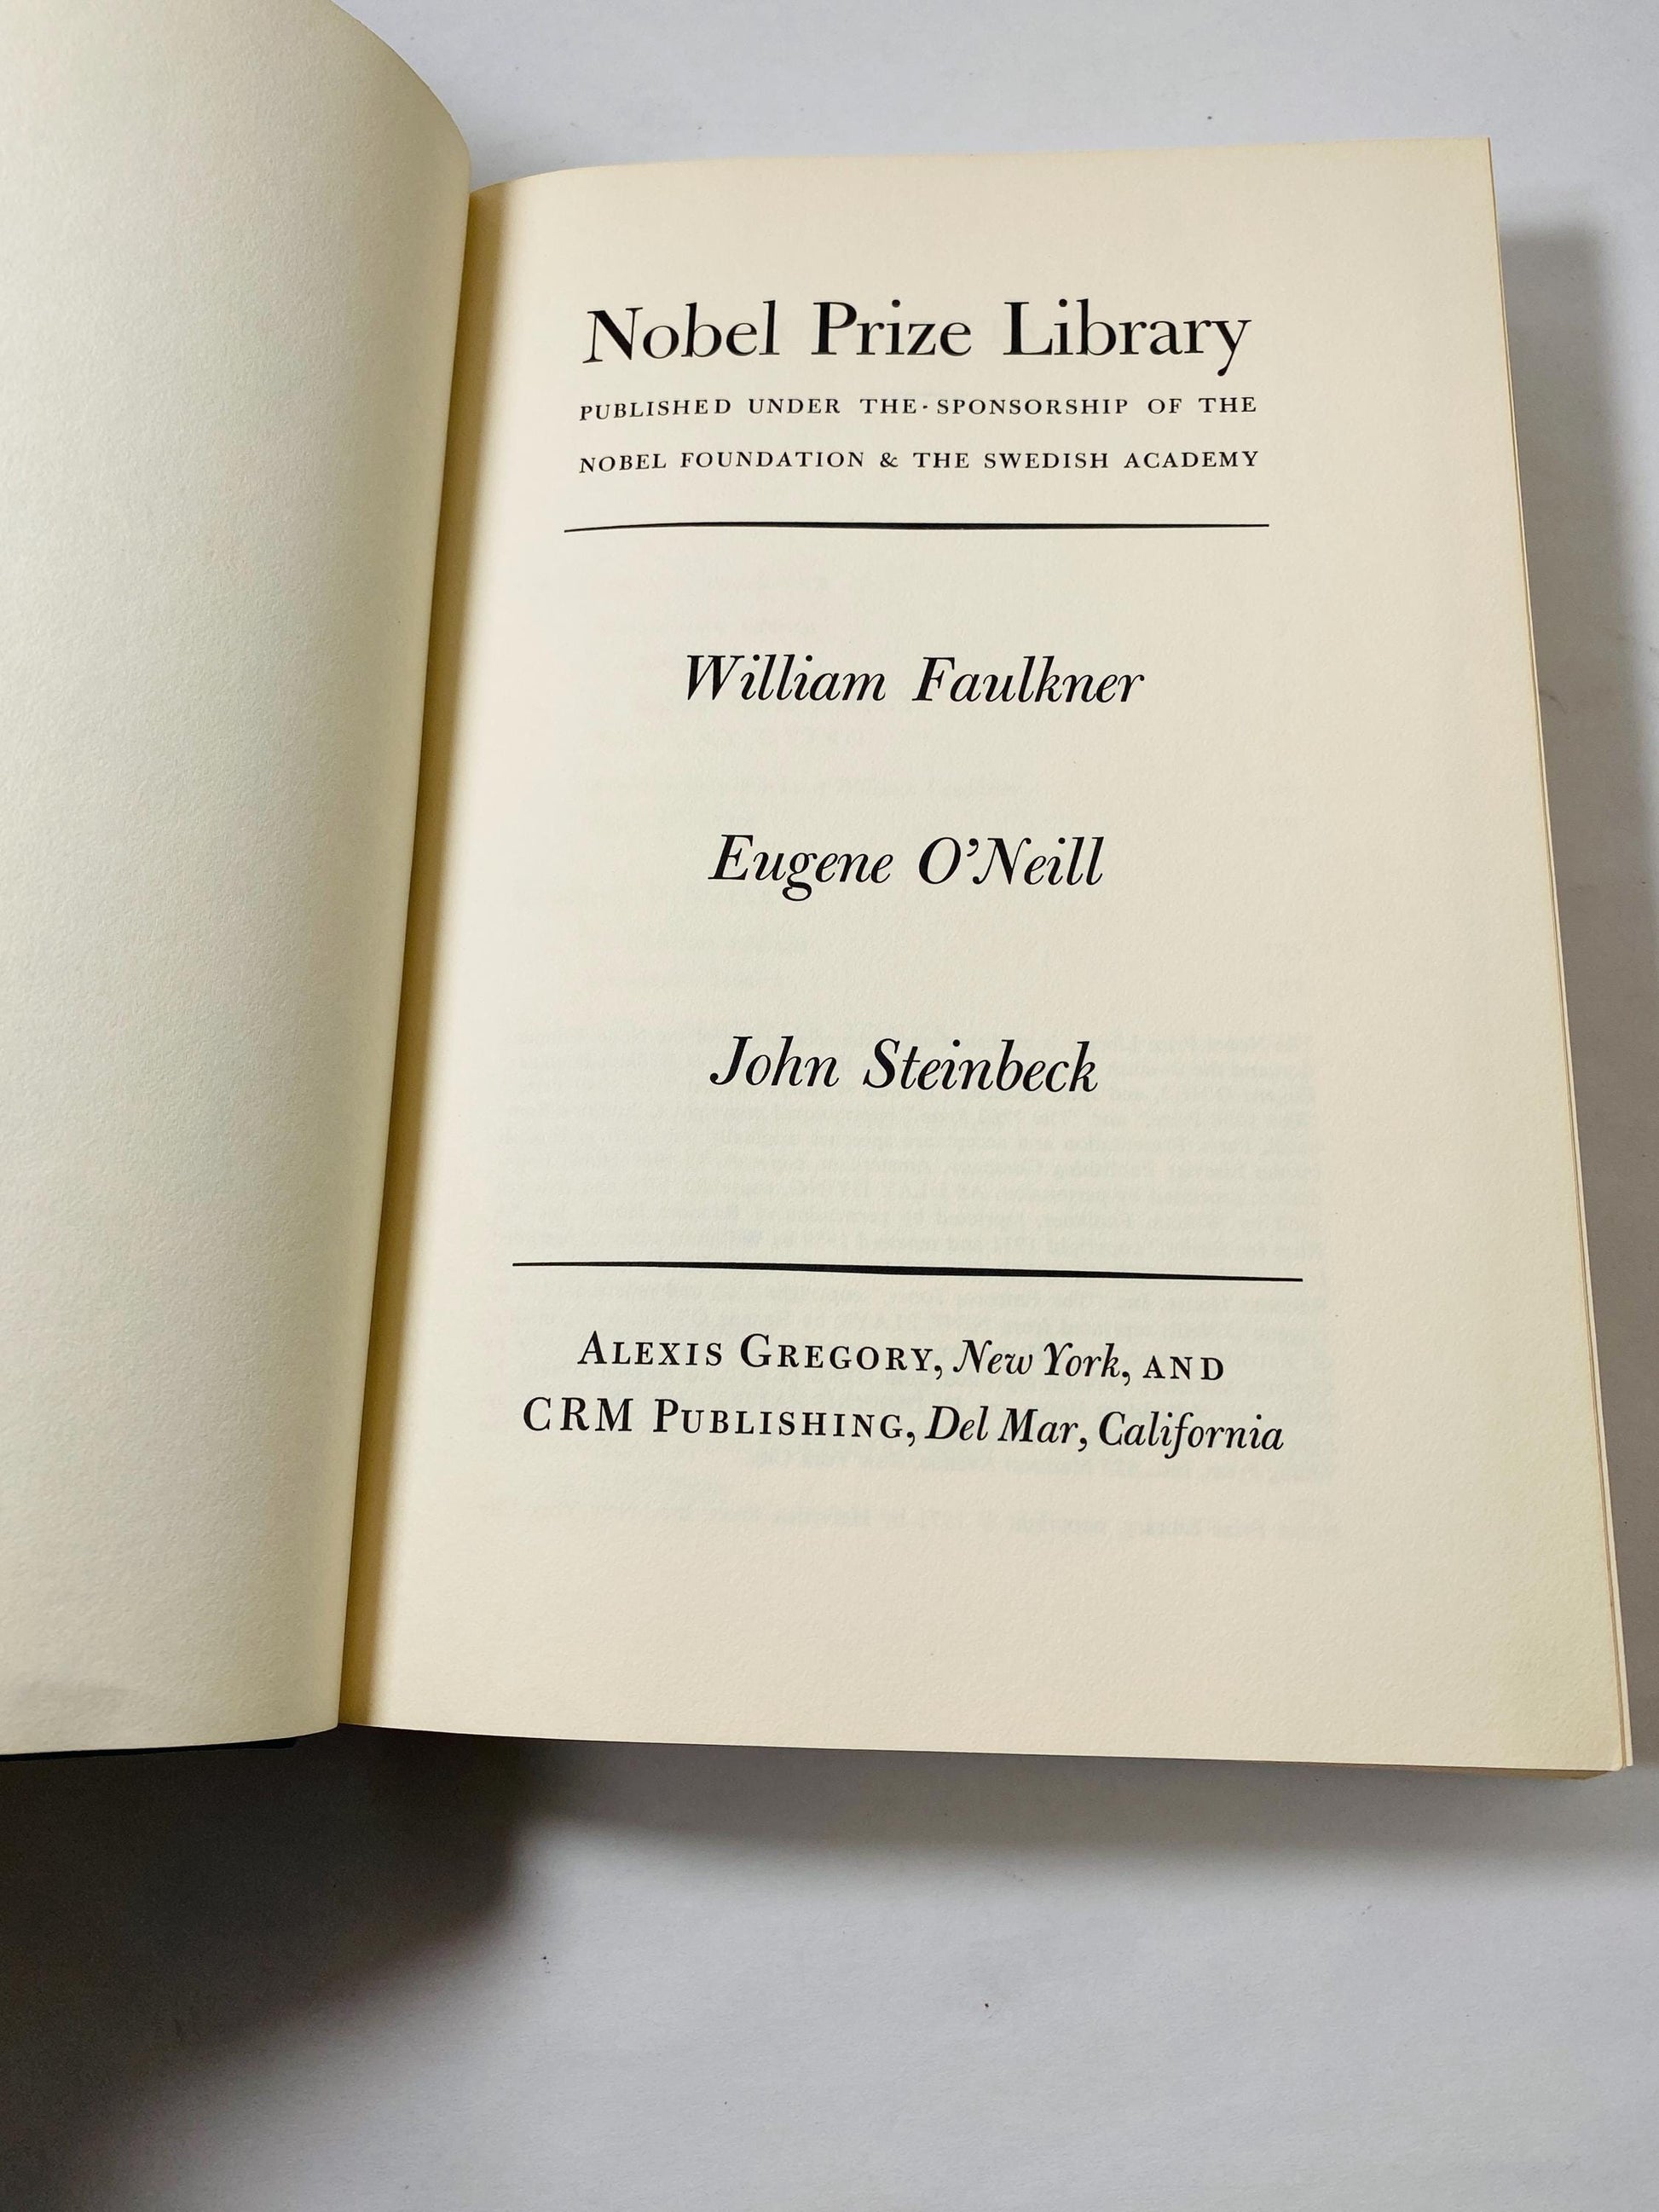 Nobel Prize Library
PUBLISHED UNDER THE · SPONSORSHIP OF THE
NOBEL FOUNDATION & THE SWEDISH ACADEMY
William Faulkner
Eugene O'Neill
John Steinbeck
ALEXIS GREGORY, New York, AND
CRM PUBLISHING, Del Mar, California